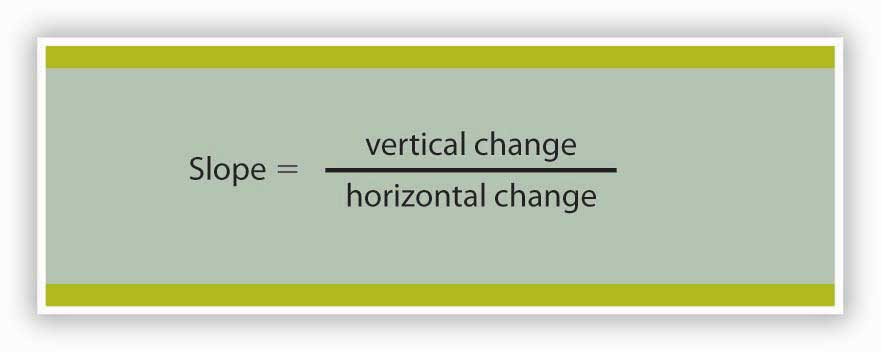 vertical change
Slope =
horizontal change